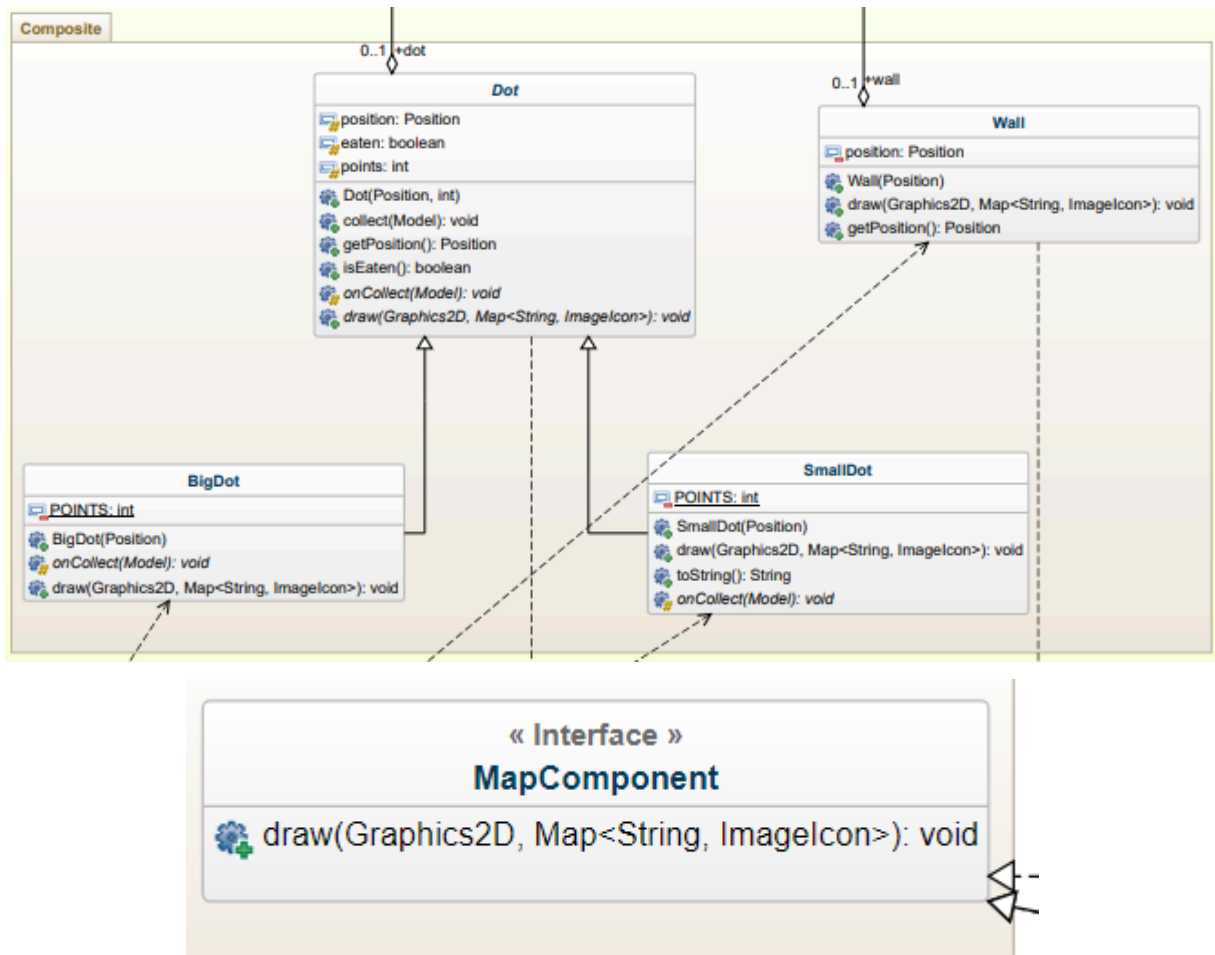 Composite
0..1 +dot
Dot
position: Position
eaten: boolean
points: int
Dot(Position, int)
collect(Model): void
getPosition(): Position
isEaten(): boolean
onCollect(Model): void
draw(Graphics2D, Map<String, ImageIcon>): void
0..1 +wall
Wall
position: Position
Wall(Position)
draw(Graphics2D, Map<String, ImageIcon>): void
getPosition(): Position
BigDot
POINTS: int
BigDot(Position)
onCollect(Model): void
draw(Graphics2D, Map<String, ImageIcon>): void
SmallDot
POINTS: int
SmallDot(Position)
draw(Graphics2D, Map<String, ImageIcon>): void
toString(): String
onCollect(Model): void
« Interface »
MapComponent
draw(Graphics2D, Map<String, ImageIcon>): void